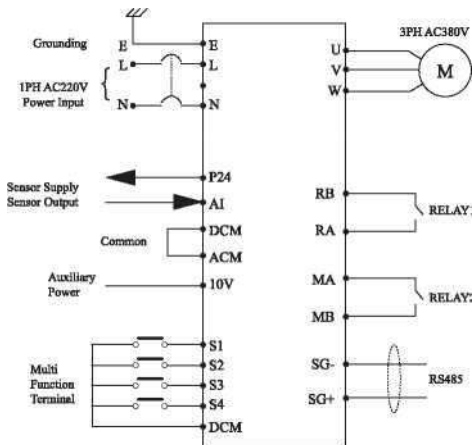 Grounding E E
L L
1PH AC220V
Power Input
N N
U 3PH AC380V
V M
W
Sensor Supply P24
Sensor Output AI
Common DCM
ACM
Auxiliary
Power 10V
RB
RA RELAY1
MA
MB RELAY2
Multi
Function
Terminal
S1
S2
S3
S4
DCM
SG-
SG+ RS485